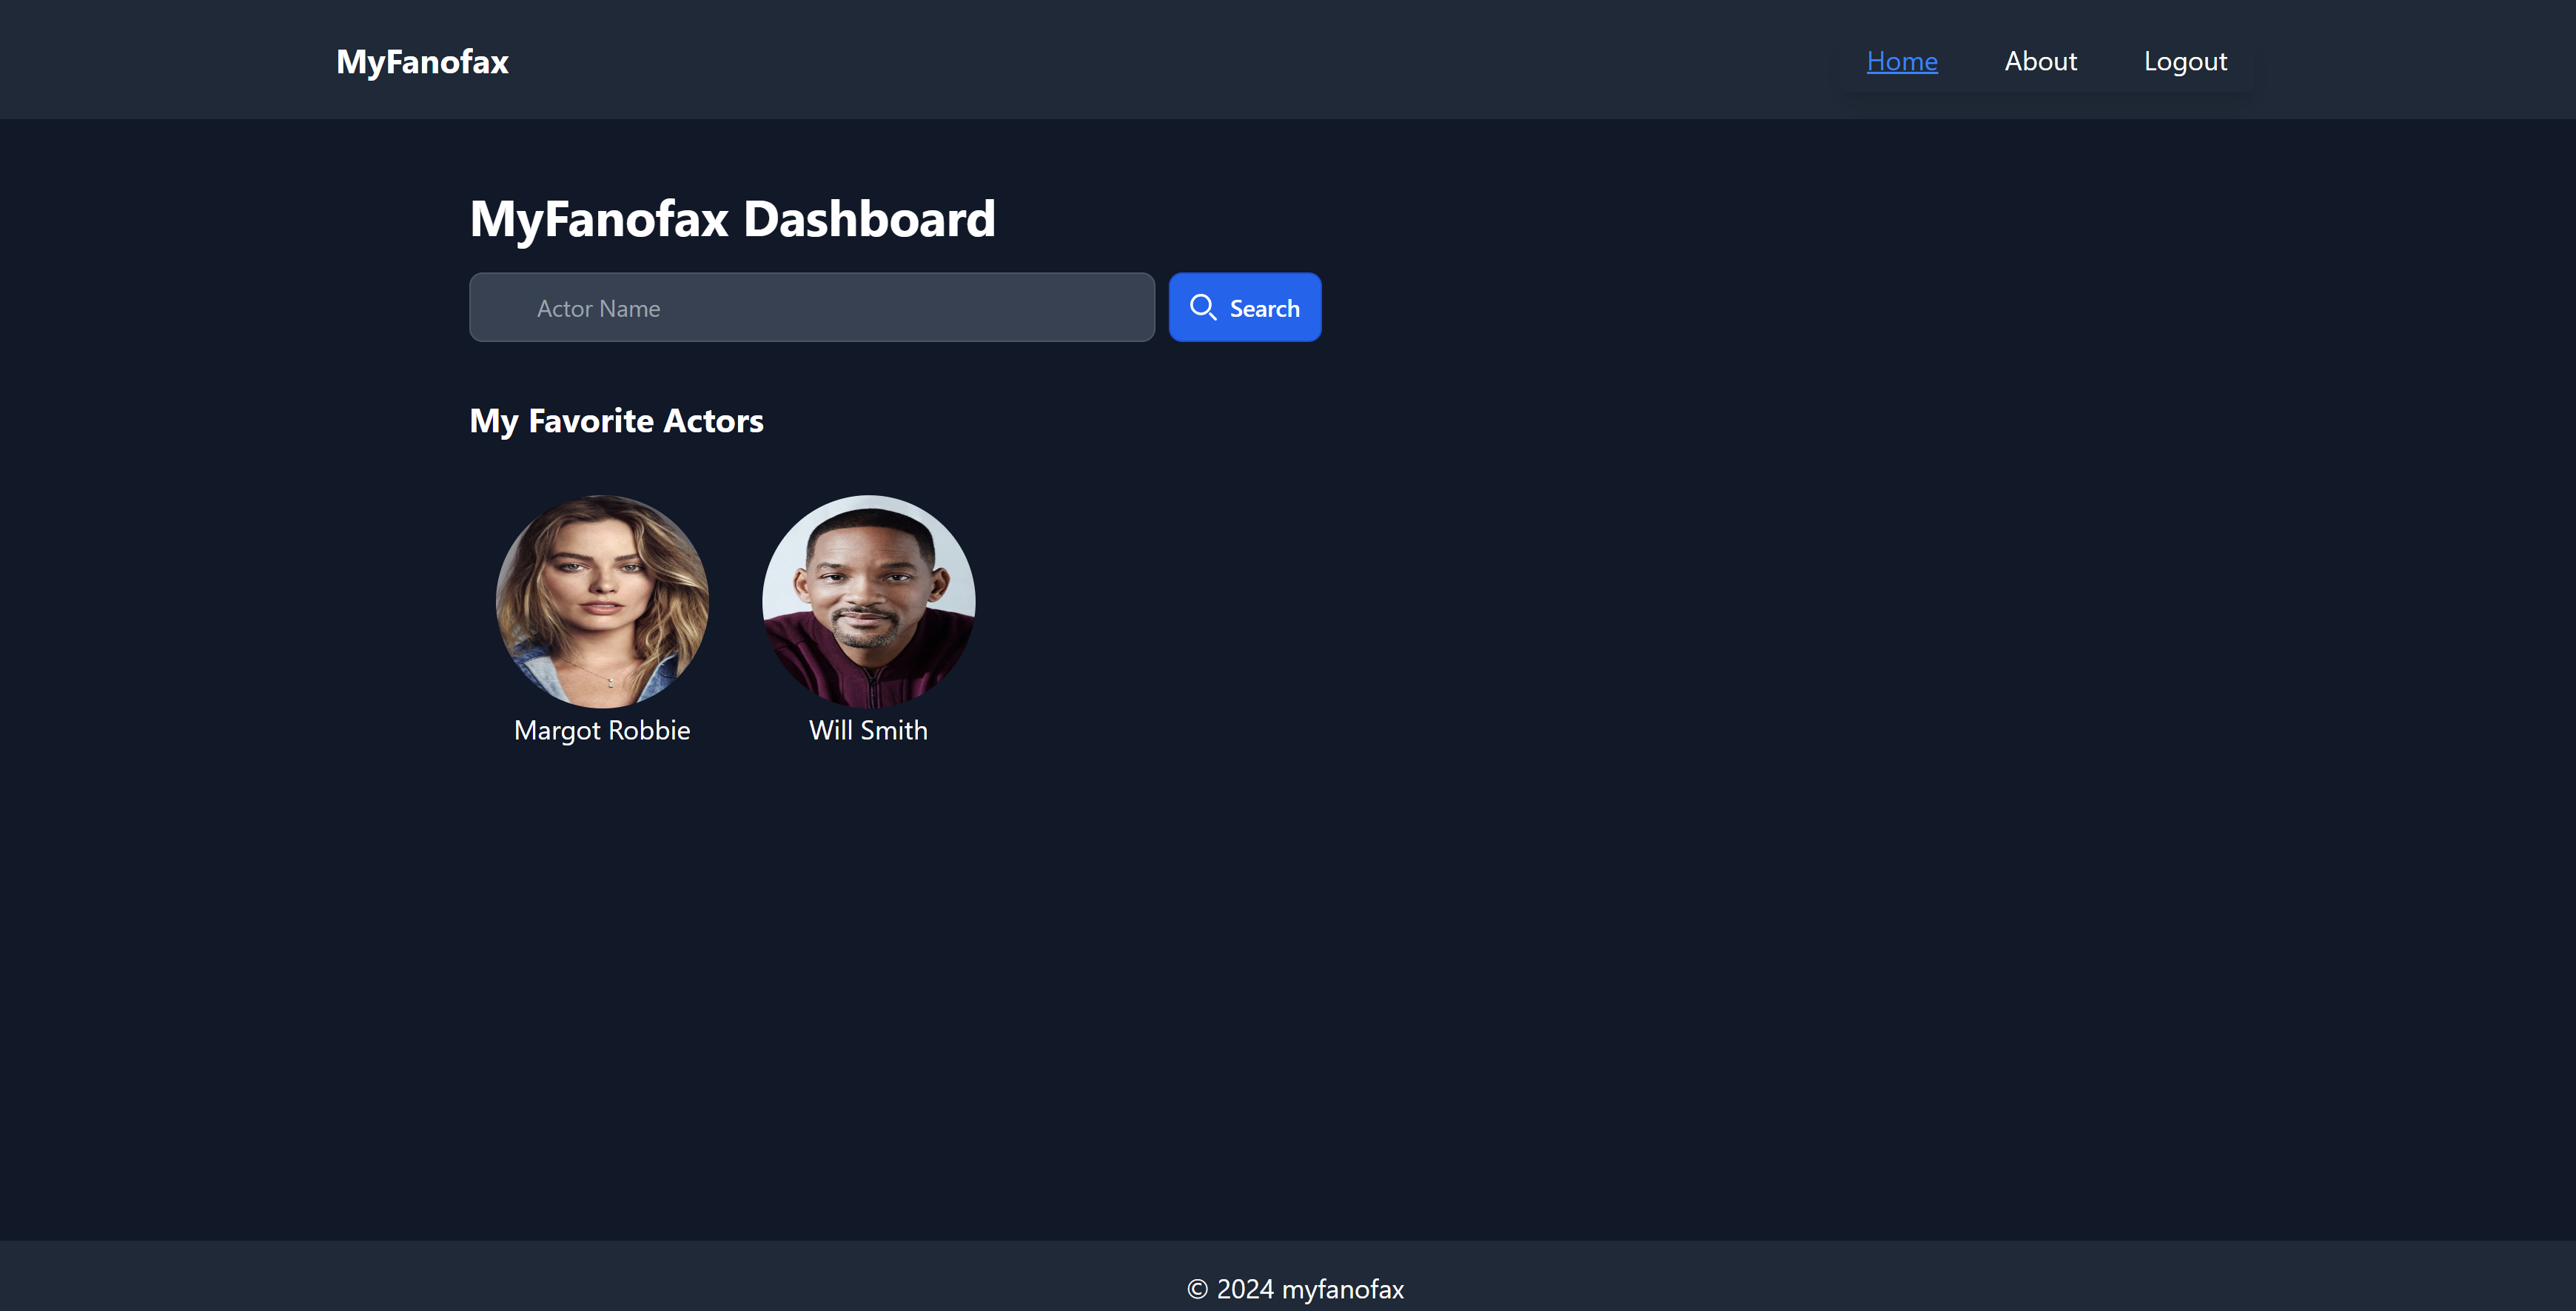 MyFanofax
Home About Logout
MyFanofax Dashboard
Actor Name
Search
My Favorite Actors
Margot Robbie
Will Smith
© 2024 myfanofax